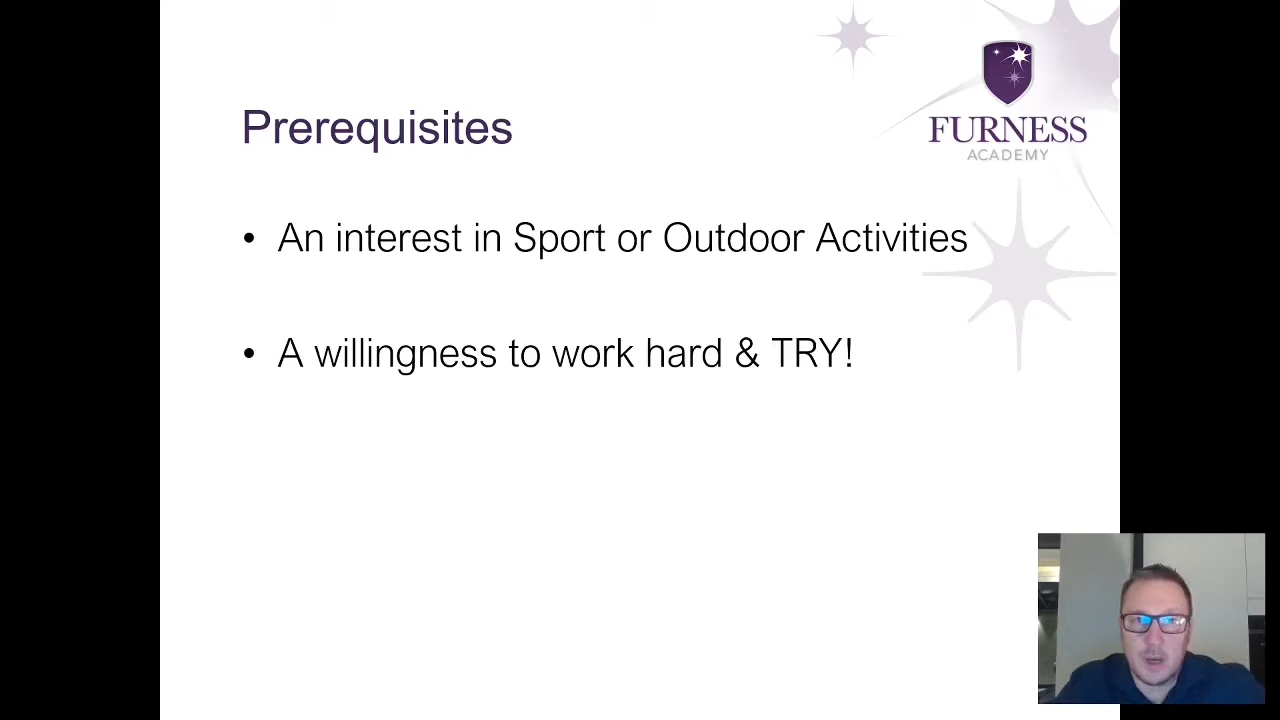 FURNESS
ACADEMY
Prerequisites
• An interest in Sport or Outdoor Activities
• A willingness to work hard & TRY!